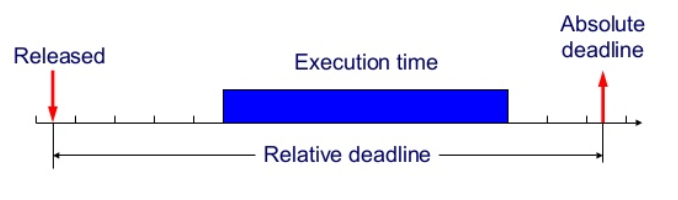 Released
Execution time
Absolute
deadline
Relative deadline